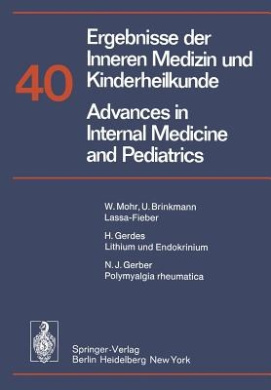 40
Ergebnisse der
Inneren Medizin und
Kinderheilkunde
Advances in
Internal Medicine
and Pediatrics
W. Mohr, U. Brinkmann
Lassa-Fieber
H. Gerdes
Lithium und Endokrinium
N. J. Gerber
Polymyalgia rheumatica
Springer-Verlag
Berlin Heidelberg New York